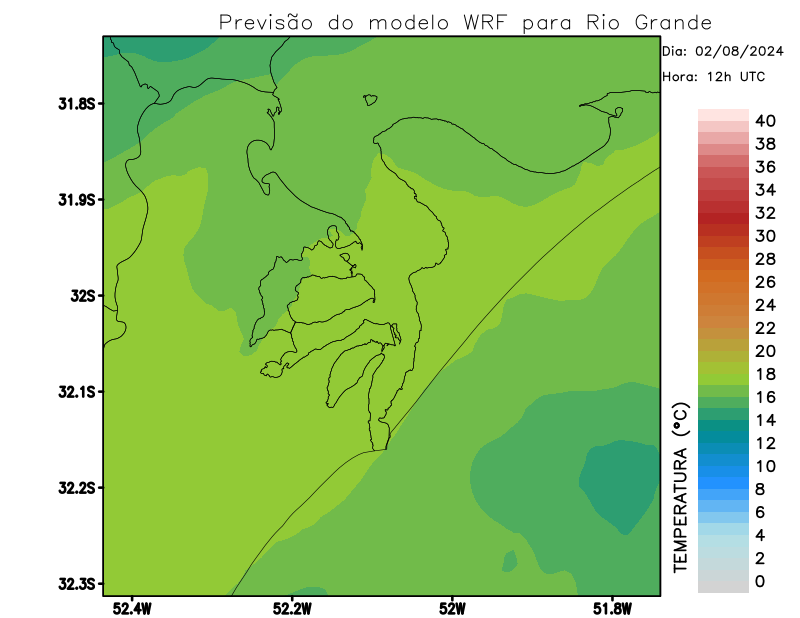 Previsão do modelo WRF para Rio Grande
Dia: 02/08/2024
Hora: 12h UTC
31.8S
31.9S
32S
32.1S
32.2S
32.3S
52.4W
52.2W
52W
51.8W
TEMPERATURA (°C)
40
38
36
34
32
30
28
26
24
22
20
18
16
14
12
10
8
6
4
2
0